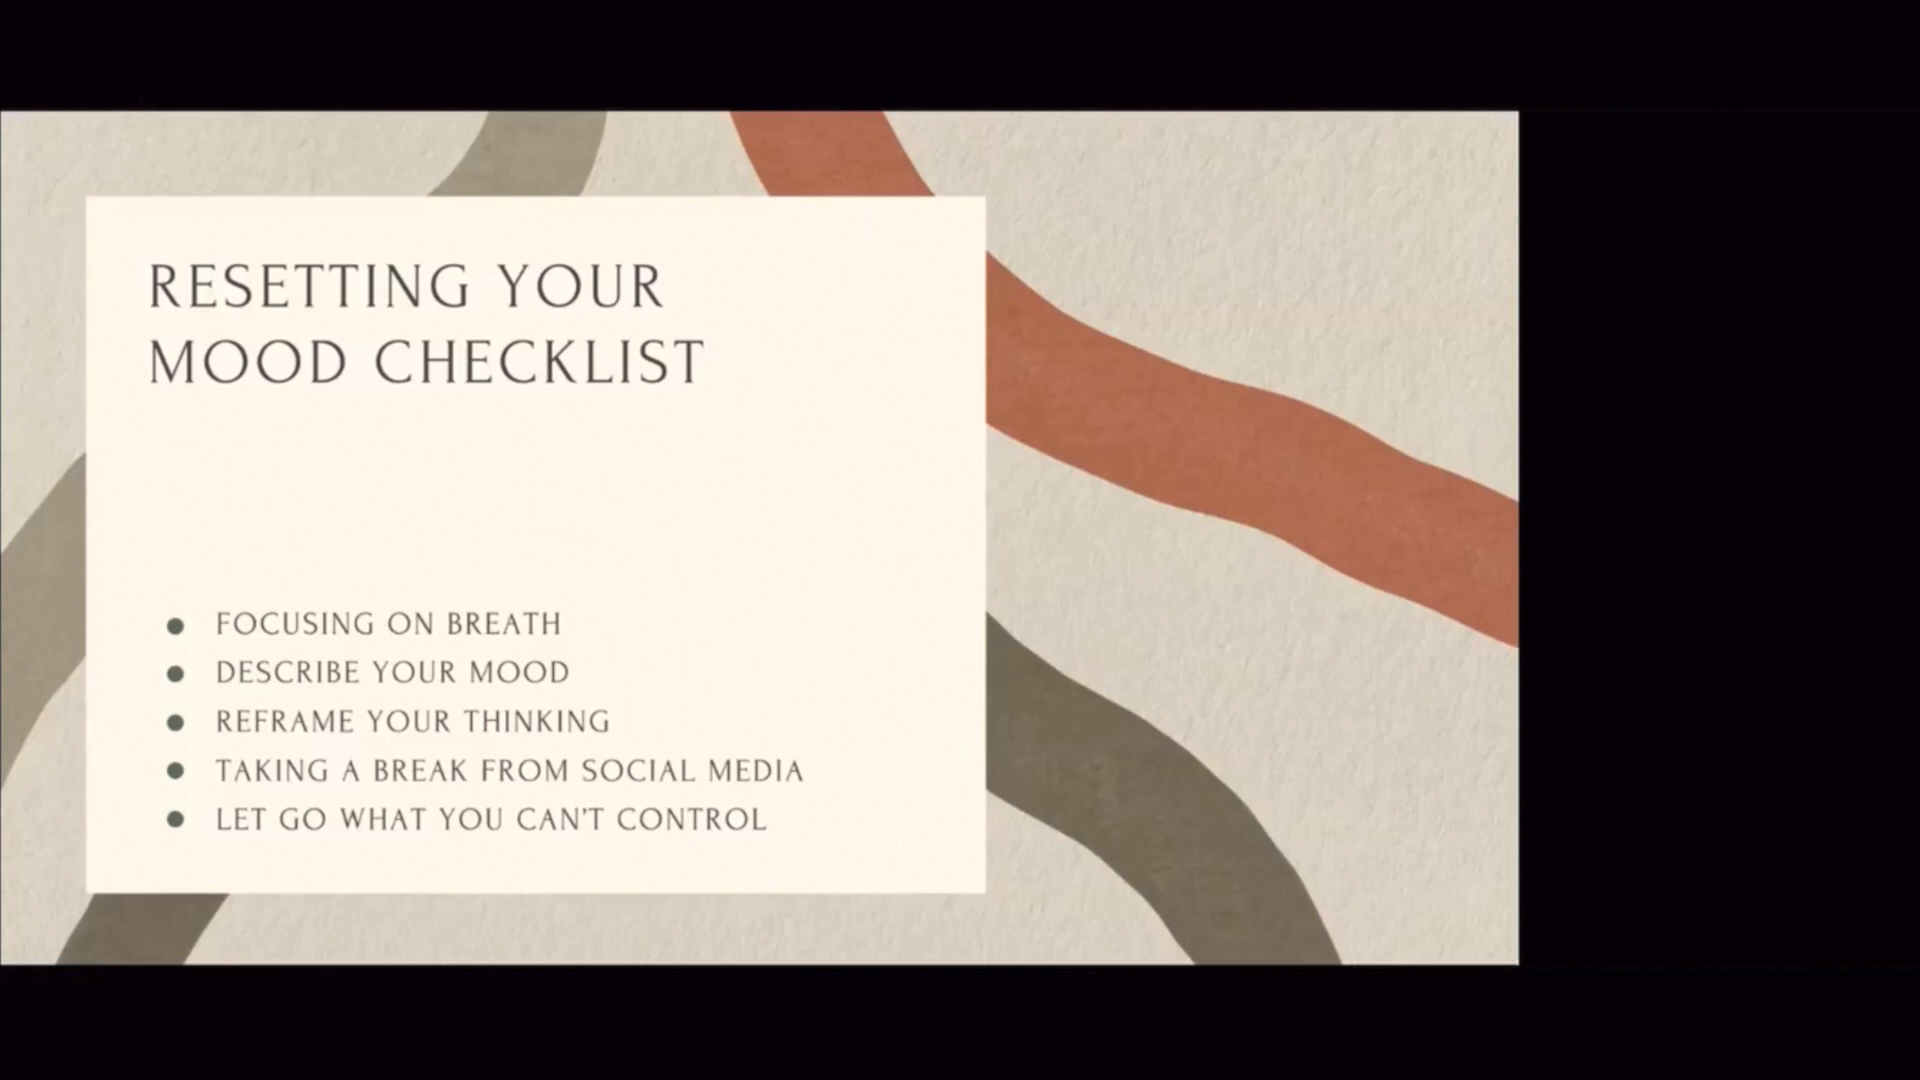 RESETTING YOUR
MOOD CHECKLIST
FOCUSING ON BREATH
DESCRIBE YOUR MOOD
REFRAME YOUR THINKING
TAKING A BREAK FROM SOCIAL MEDIA
LET GO WHAT YOU CAN'T CONTROL